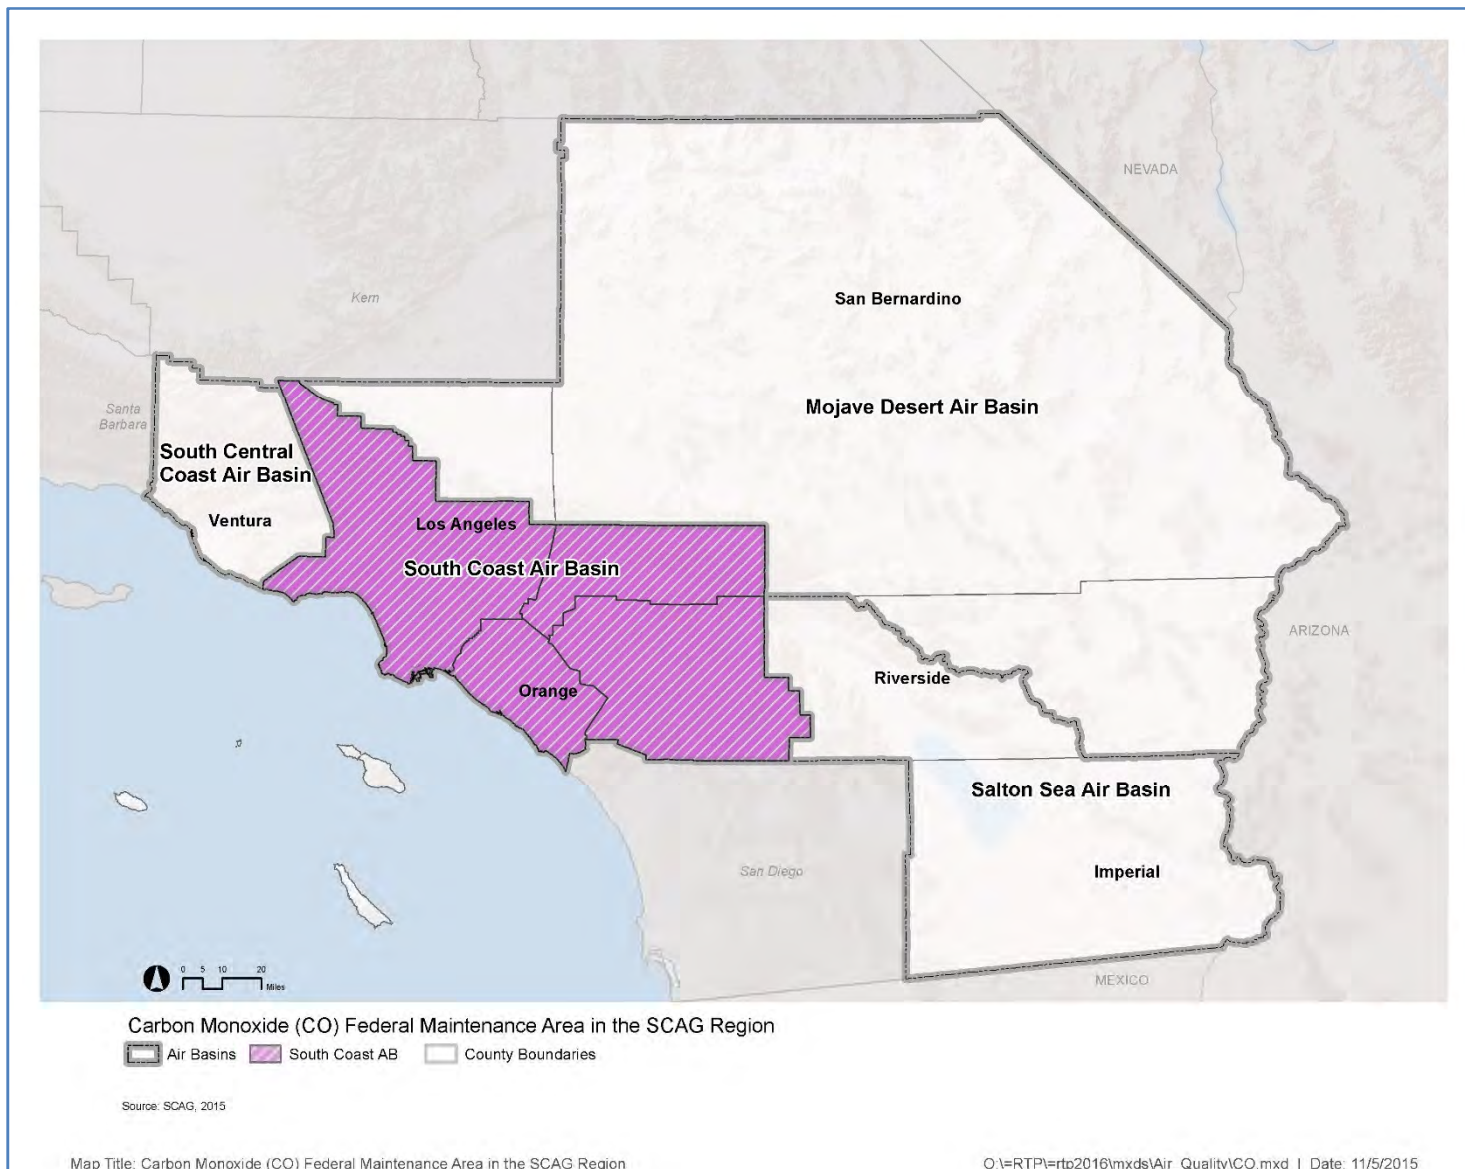 NEVADA
Kern
San Bernardino
Mojave Desert Air Basin
Santa
Barbara
South Central
Coast Air Basin
Ventura
Los Angeles
South Coast Air Basin
ARIZONA
Riverside
Orange
Salton Sea Air Basin
San Diego
Imperial
MEXICO
0 5 10 20
Miles
Carbon Monoxide (CO) Federal Maintenance Area in the SCAG Region
Air Basins South Coast AB County Boundaries
Source: SCAG, 2015
Map Title: Carbon Monoxide (CO) Federal Maintenance Area in the SCAG Region O:\=RTP\=rtp2016\mxds\Air_Quality\CO.mxd | Date: 11/5/2015